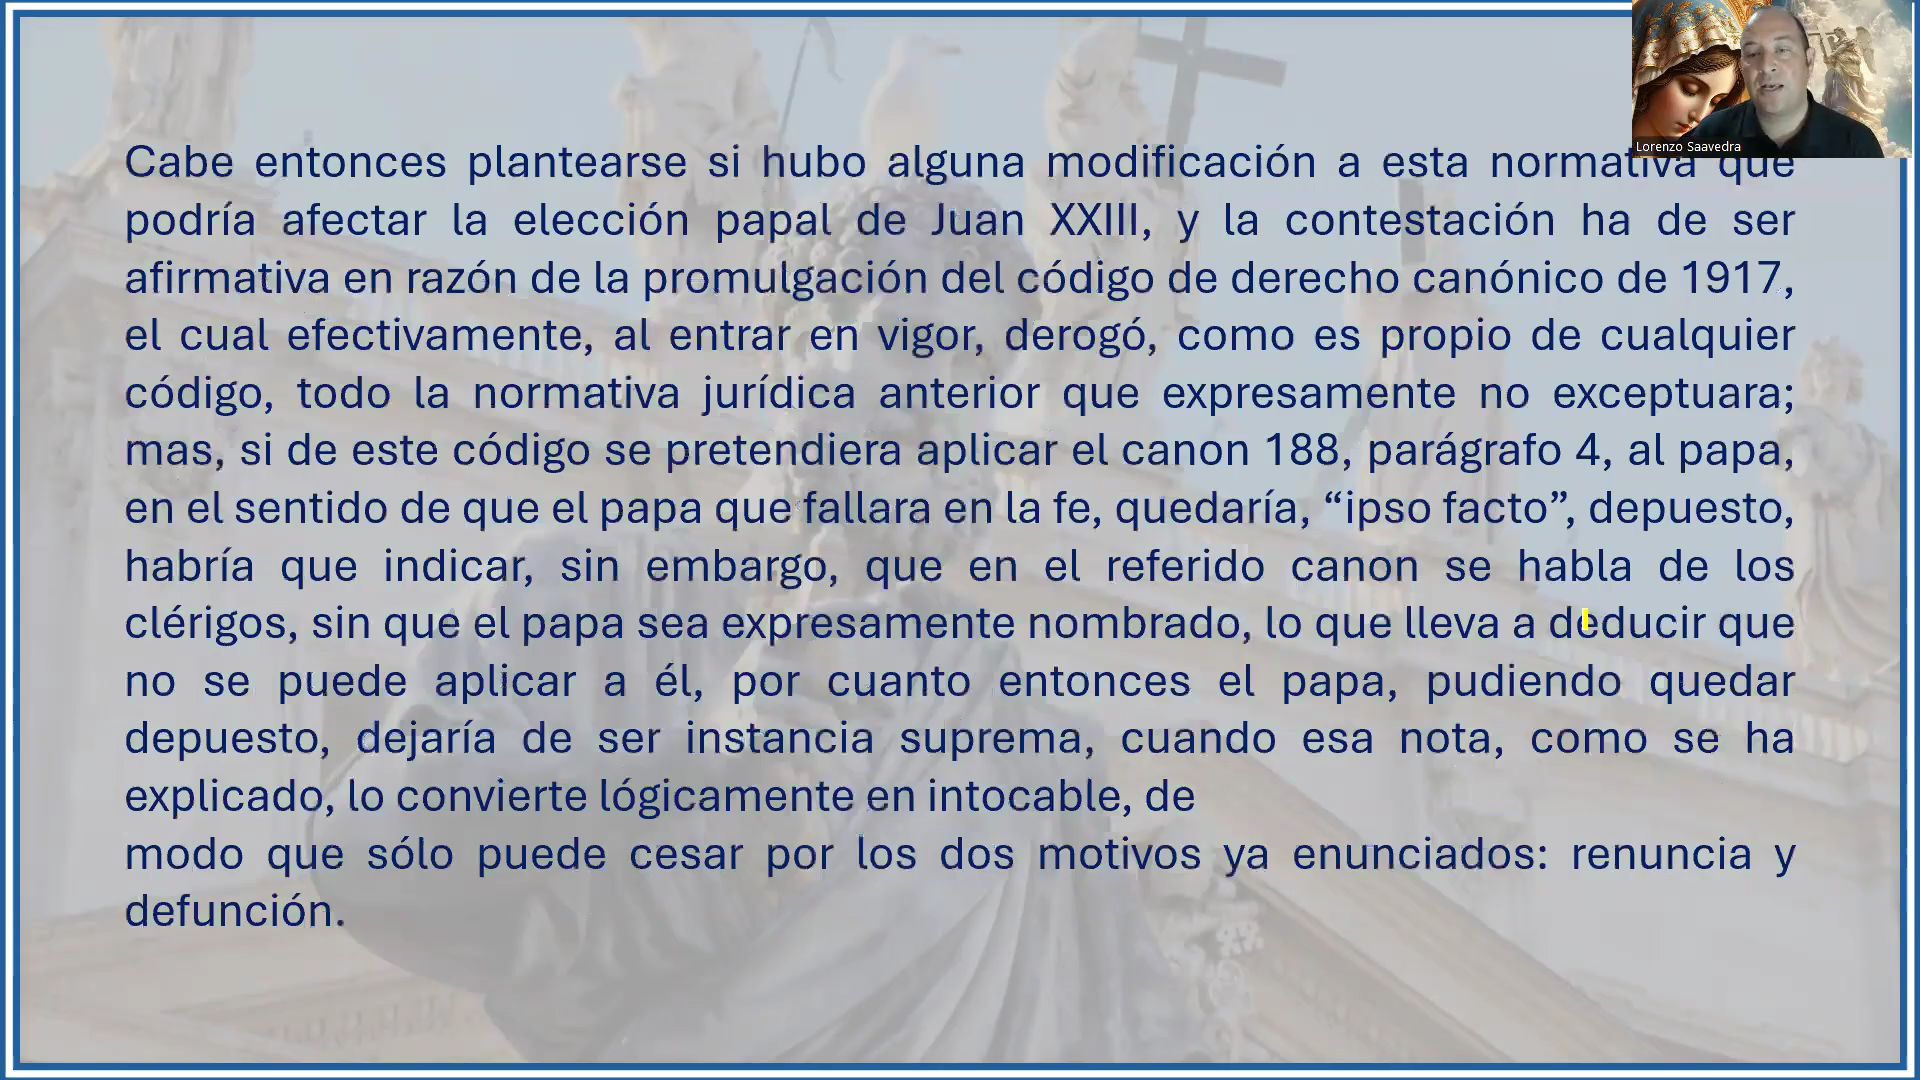 Lorenzo Saavedra
Cabe entonces plantearse si hubo alguna modificación a esta normativa que
podría afectar la elección papal de Juan XXIII, y la contestación ha de ser
afirmativa en razón de la promulgación del código de derecho canónico de 1917,
el cual efectivamente, al entrar en vigor, derogó, como es propio de cualquier
código, todo la normativa jurídica anterior que expresamente no exceptuara;
mas, si de este código se pretendiera aplicar el canon 188, parágrafo 4, al papa,
en el sentido de que el papa que fallara en la fe, quedaría, “ipso facto”, depuesto,
habría que indicar, sin embargo, que en el referido canon se habla de los
clérigos, sin que el papa sea expresamente nombrado, lo que lleva a deducir que
no se puede aplicar a él, por cuanto entonces el papa, pudiendo quedar
depuesto, dejaría de ser instancia suprema, cuando esa nota, como se ha
explicado, lo convierte lógicamente en intocable, de
modo que sólo puede cesar por los dos motivos ya enunciados: renuncia y
defunción.